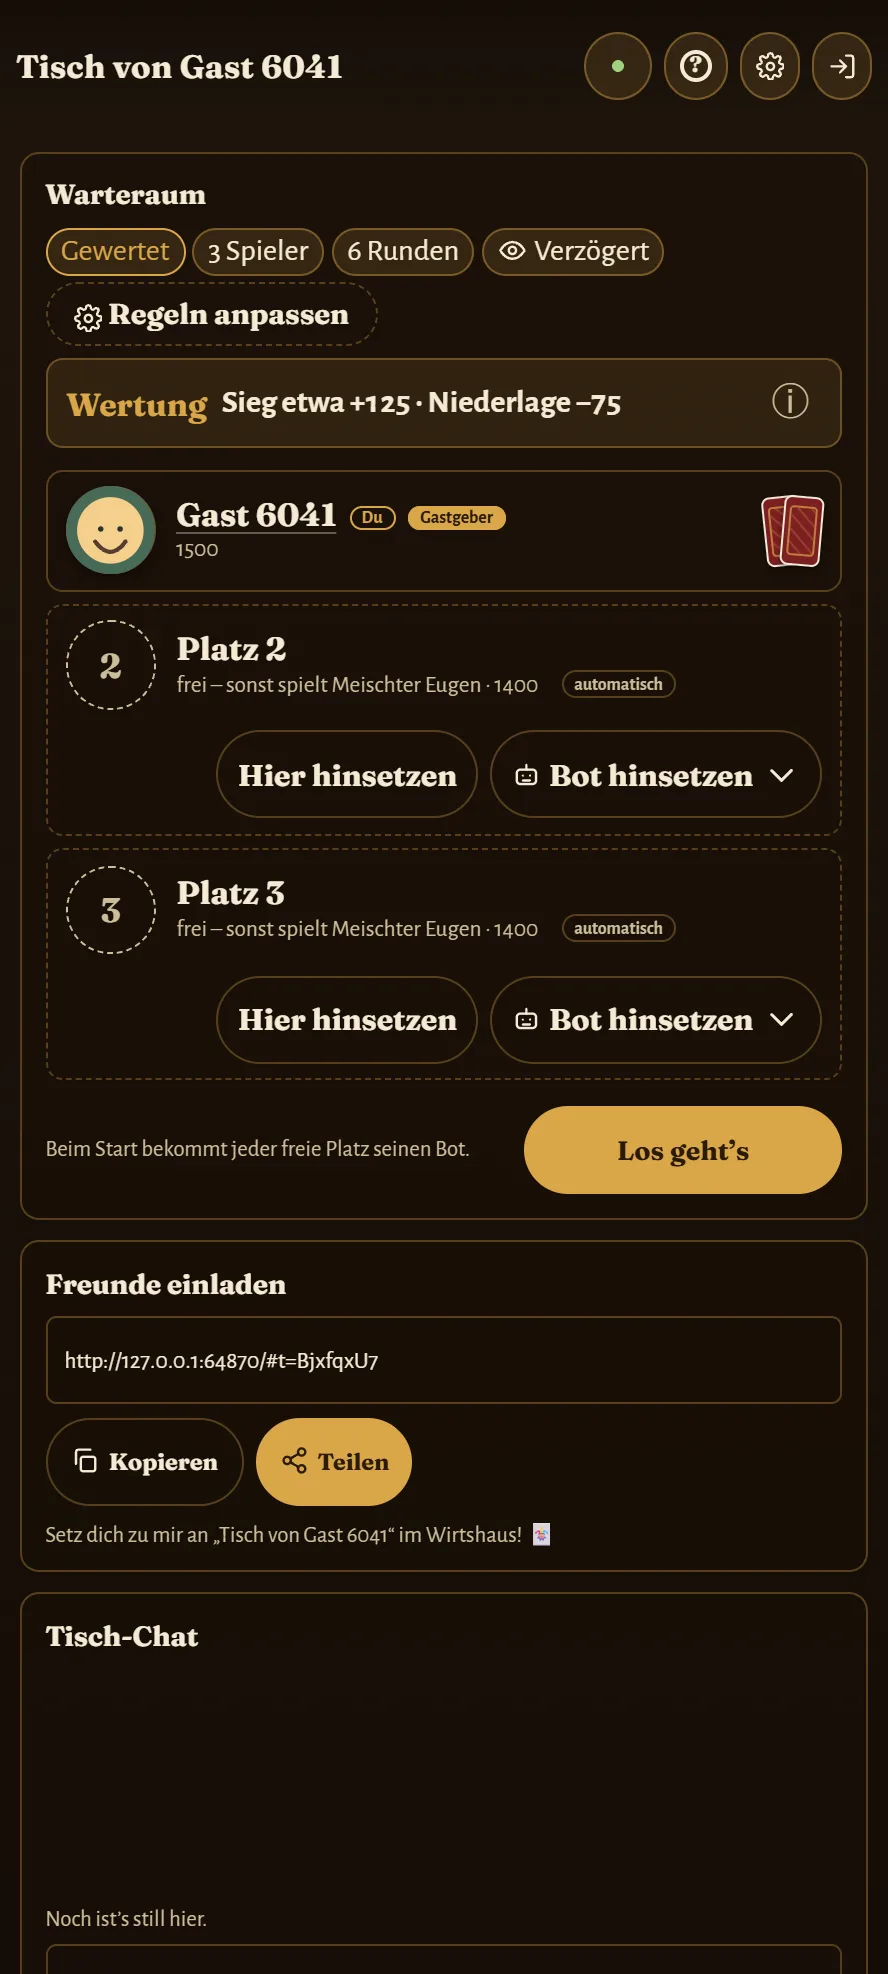 Tisch von Gast 6041
Warteraum
Gewertet 3 Spieler 6 Runden Verzögert
Regeln anpassen
Wertung Sieg etwa +125 · Niederlage –75
Gast 6041 Du Gastgeber
1500
2 Platz 2
frei – sonst spielt Meischter Eugen · 1400 automatisch
Hier hinsetzen Bot hinsetzen
3 Platz 3
frei – sonst spielt Meischter Eugen · 1400 automatisch
Hier hinsetzen Bot hinsetzen
Beim Start bekommt jeder freie Platz seinen Bot. Los geht’s
Freunde einladen
http://127.0.0.1:64870/#t=BjxfqxU7
Kopieren Teilen
Setz dich zu mir an „Tisch von Gast 6041“ im Wirtshaus! 🃏
Tisch-Chat
Noch ist’s still hier.